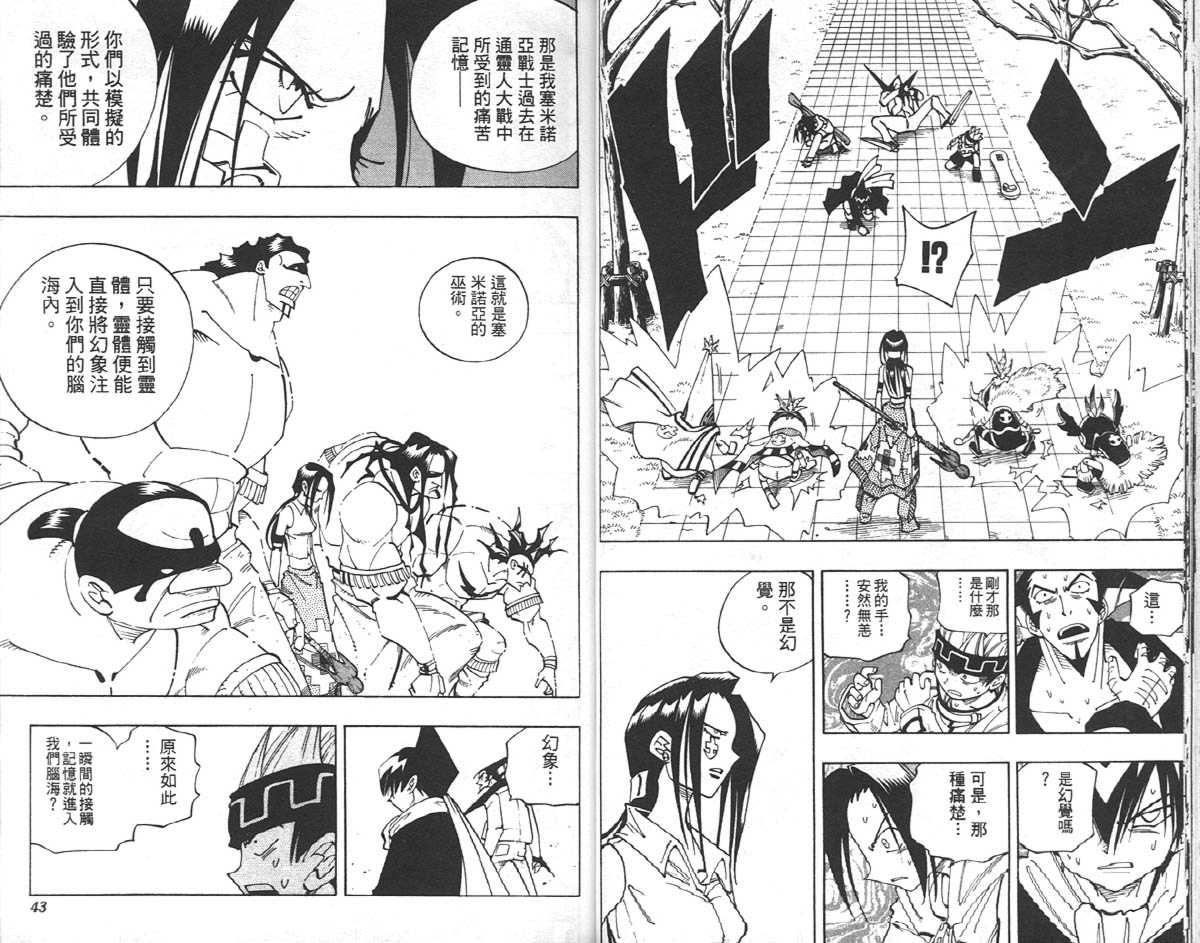 !?
這…
剛才那
是什麼
………
我的手…
安然無恙
……？
是幻覺嗎
？
可是，那
種痛楚…
那不是幻
覺。
那是我塞米諾
亞戰士過去在
通靈人大戰中
所受到的痛苦
記憶——
你們以模擬的
形式，共同體
驗了他們所受
過的痛楚。
這就是塞
米諾亞的
巫術。
只要接觸到靈
體，靈體便能
直接將幻象注
入到你們的腦
海內。
幻象…
原來如此
……
一瞬間的接觸
，記憶就進入
我們腦海？
43